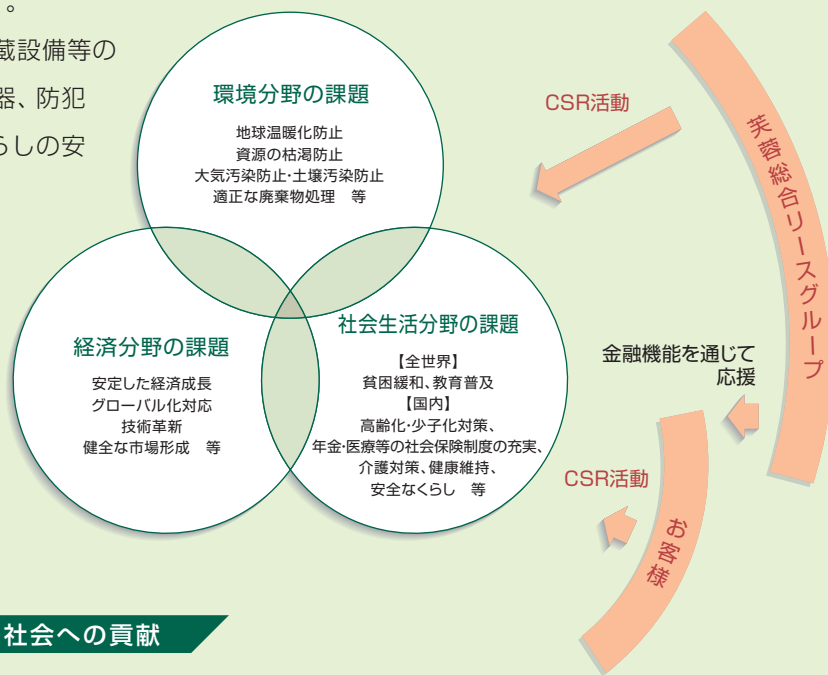 。
蔵設備等の
器、防犯
らしの安
環境分野の課題
地球温暖化防止
資源の枯渇防止
大気汚染防止・土壌汚染防止
適正な廃棄物処理　等
経済分野の課題
安定した経済成長
グローバル化対応
技術革新
健全な市場形成　等
社会生活分野の課題
【全世界】
貧困緩和、教育普及
【国内】
高齢化・少子化対策、
年金・医療等の社会保険制度の充実、
介護対策、健康維持、
安全なくらし　等
CSR活動
芙蓉総合リースグループ
金融機能を通じて
応援
CSR活動
お客様
社会への貢献